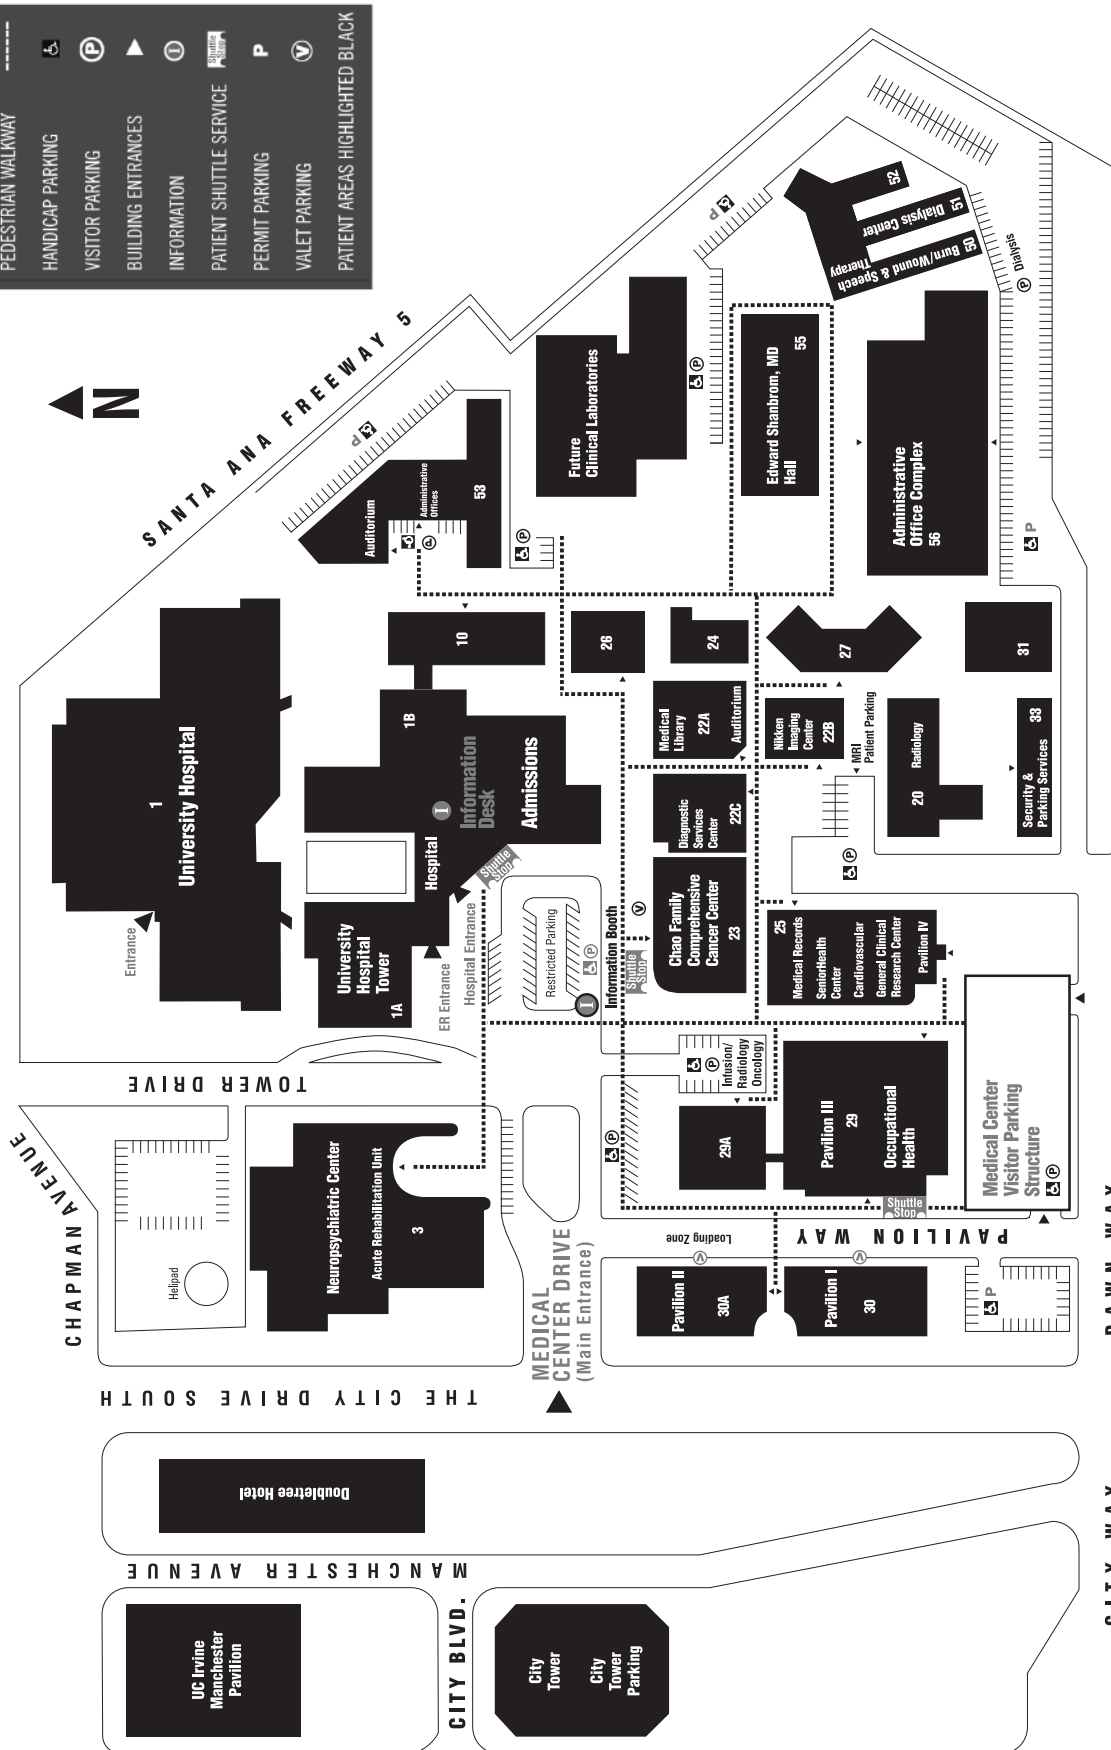 PEDESTRIAN WALKWAY
HANDICAP PARKING
VISITOR PARKING
P
BUILDING ENTRANCES
INFORMATION
I
PATIENT SHUTTLE SERVICE
Shuttle
Stop
PERMIT PARKING
P
VALET PARKING
V
PATIENT AREAS HIGHLIGHTED BLACK
N
SANTA ANA FREEWAY 5
CHAPMAN AVENUE
TOWER DRIVE
THE CITY DRIVE SOUTH
MANCHESTER AVENUE
CITY BLVD.
PAVILION WAY
MEDICAL
CENTER DRIVE
(Main Entrance)
UC Irvine
Manchester
Pavilion
City
Tower
City
Tower
Parking
Doubletree Hotel
Helipad
Neuropsychiatric Center
Acute Rehabilitation Unit
3
1
University Hospital
Entrance
University
Hospital
Tower
1A
ER Entrance
Hospital Entrance
Hospital
1B
I
Information
Desk
Admissions
Shuttle
Stop
Restricted Parking
P
I
Information Booth
10
Auditorium
Administrative
Offices
53
P
P
P
Future
Clinical Laboratories
P
26
24
Medical
Library
22A
Auditorium
Nikken
Imaging
Center
22B
MRI
Patient Parking
Diagnostic
Services
Center
22C
V
Shuttle
Stop
Chao Family
Comprehensive
Cancer Center
23
25
Medical Records
SeniorHealth
Center
Cardiovascular
General Clinical
Research Center
Pavilion IV
P
20
Radiology
Security &
Parking Services
33
31
27
Edward Shanbrom, MD
Hall
55
Administrative
Office Complex
56
P
P
52
51
Dialysis Center
50
Burn/Wound & Speech
Therapy
P
Dialysis
P
Infusion/
Radiology
Oncology
P
29A
Pavilion III
29
Occupational
Health
Shuttle
Stop
Medical Center
Visitor Parking
Structure
P
Loading Zone
V
V
Pavilion II
30A
Pavilion I
30
P